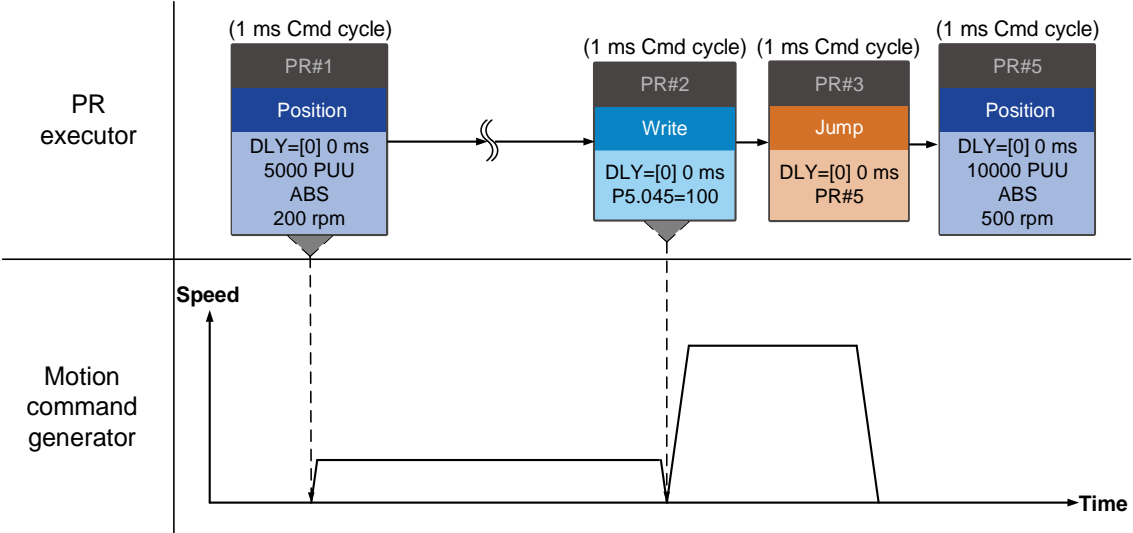 PR
executor
(1 ms Cmd cycle)
PR#1
Position
DLY=[0] 0 ms
5000 PUU
ABS
200 rpm
(1 ms Cmd cycle)
PR#2
Write
DLY=[0] 0 ms
P5.045=100
(1 ms Cmd cycle)
PR#3
Jump
DLY=[0] 0 ms
PR#5
(1 ms Cmd cycle)
PR#5
Position
DLY=[0] 0 ms
10000 PUU
ABS
500 rpm
Motion
command
generator
Speed
Time